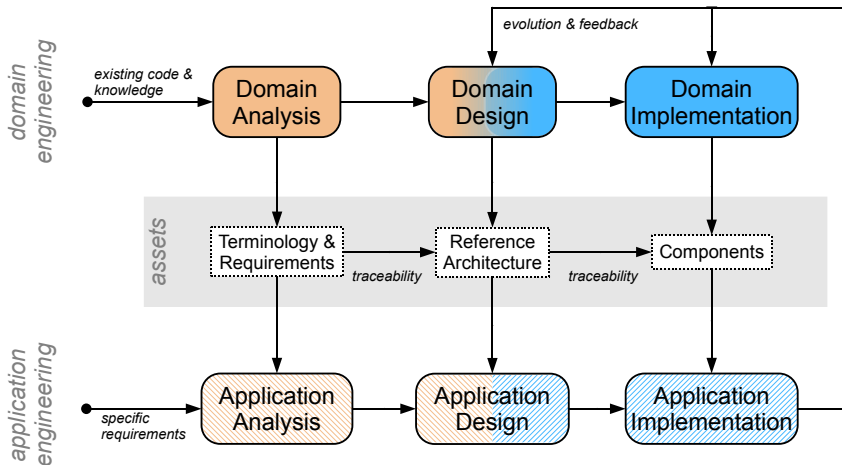 evolution & feedback
domain
engineering
existing code &
knowledge
Domain
Analysis
Domain
Design
Domain
Implementation
assets
Terminology &
Requirements
traceability
Reference
Architecture
traceability
Components
application
engineering
specific
requirements
Application
Analysis
Application
Design
Application
Implementation